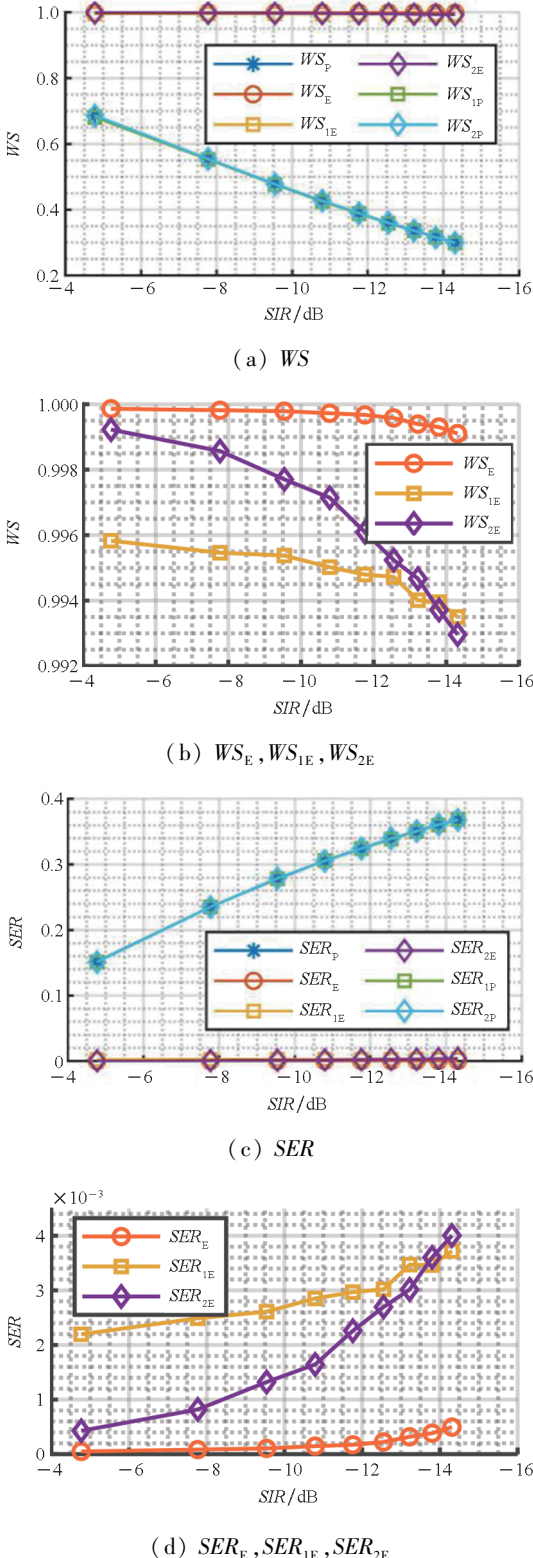 1.0
0.8
0.6
0.4
0.2
WS
WS_P WS_2E
WS_E WS_1P
WS_1E WS_2P
−4 −6 −8 −10 −12 −14 −16
SIR/dB
(a) WS
1.000
0.998
0.996
0.994
0.992
WS
WS_E
WS_1E
WS_2E
−4 −6 −8 −10 −12 −14 −16
SIR/dB
(b) WS_E,WS_1E,WS_2E
0.4
0.3
0.2
0.1
0
SER
SER_P SER_2E
SER_E SER_1P
SER_1E SER_2P
−4 −6 −8 −10 −12 −14 −16
SIR/dB
(c) SER
×10⁻³
4
3
2
1
0
SER
SER_E
SER_1E
SER_2E
−4 −6 −8 −10 −12 −14 −16
SIR/dB
(d) SER_E,SER_1E,SER_2E